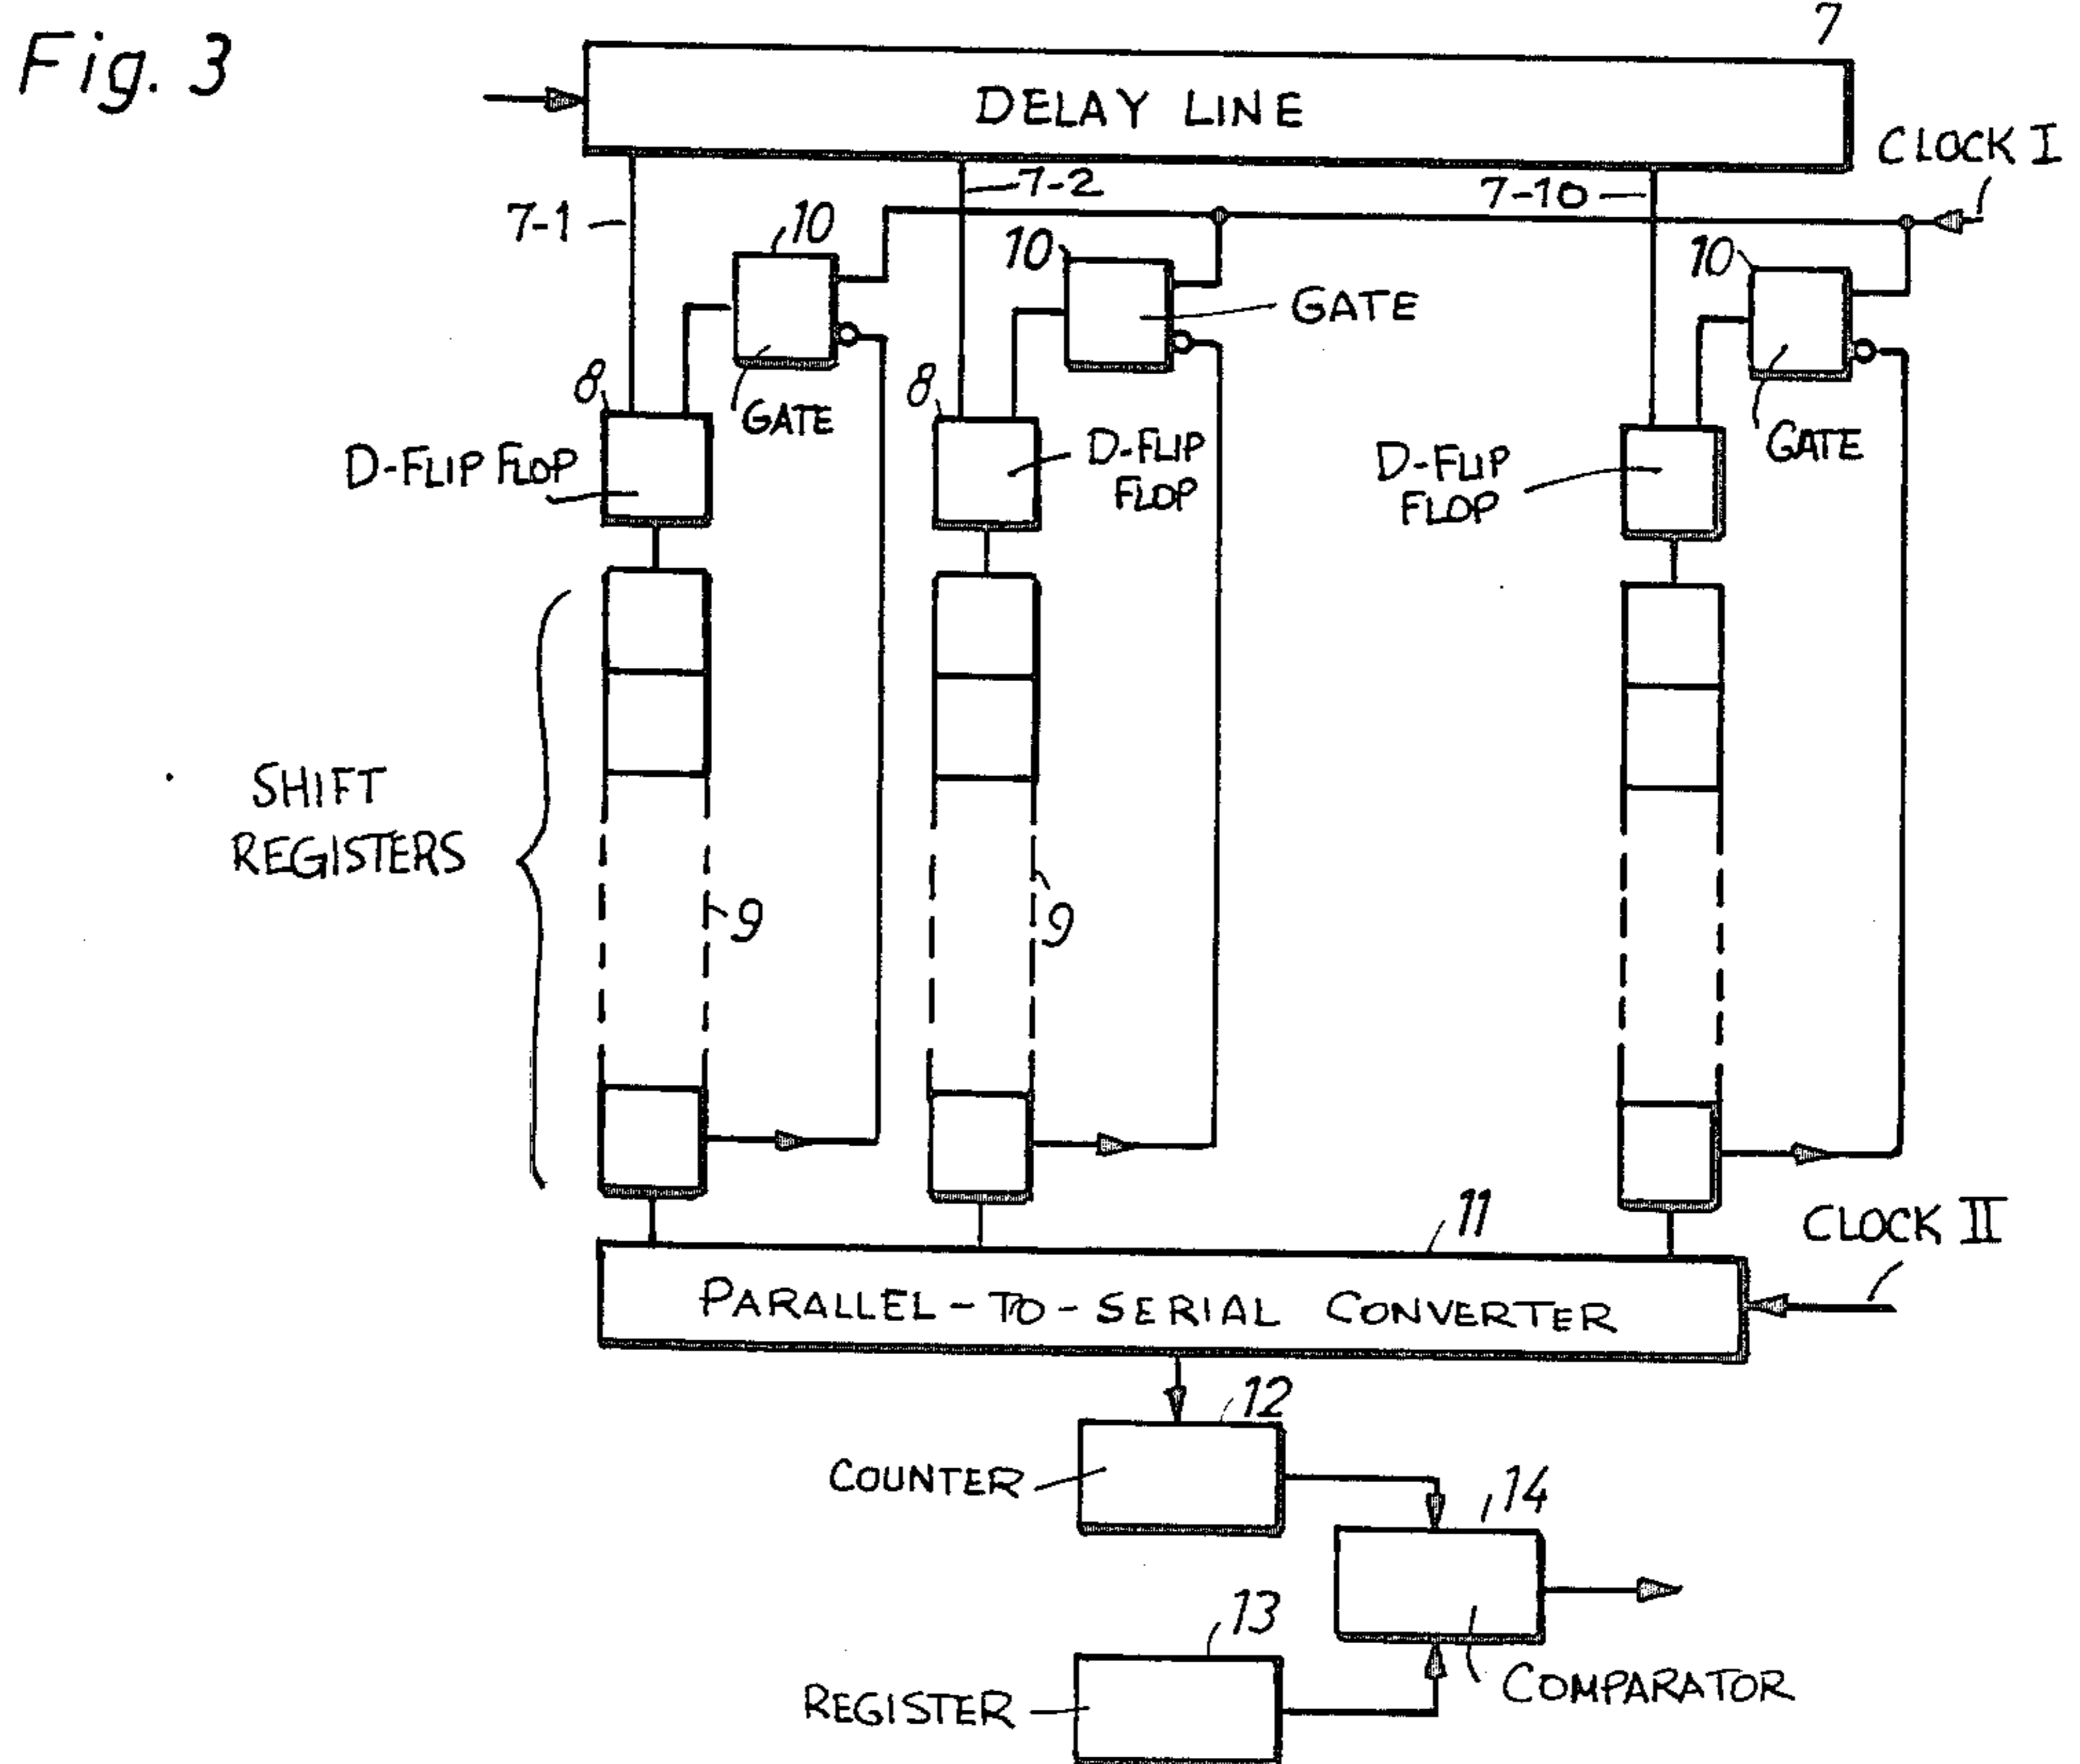 Fig. 3
7
DELAY LINE
CLOCK I
7-1
7-2
7-10
10
10
10
GATE
8
8
GATE
GATE
D-FLIP FLOP
D-FLIP
FLOP
D-FLIP
FLOP
SHIFT
REGISTERS
9
9
11
CLOCK II
PARALLEL-TO-SERIAL CONVERTER
12
COUNTER
14
13
REGISTER
COMPARATOR